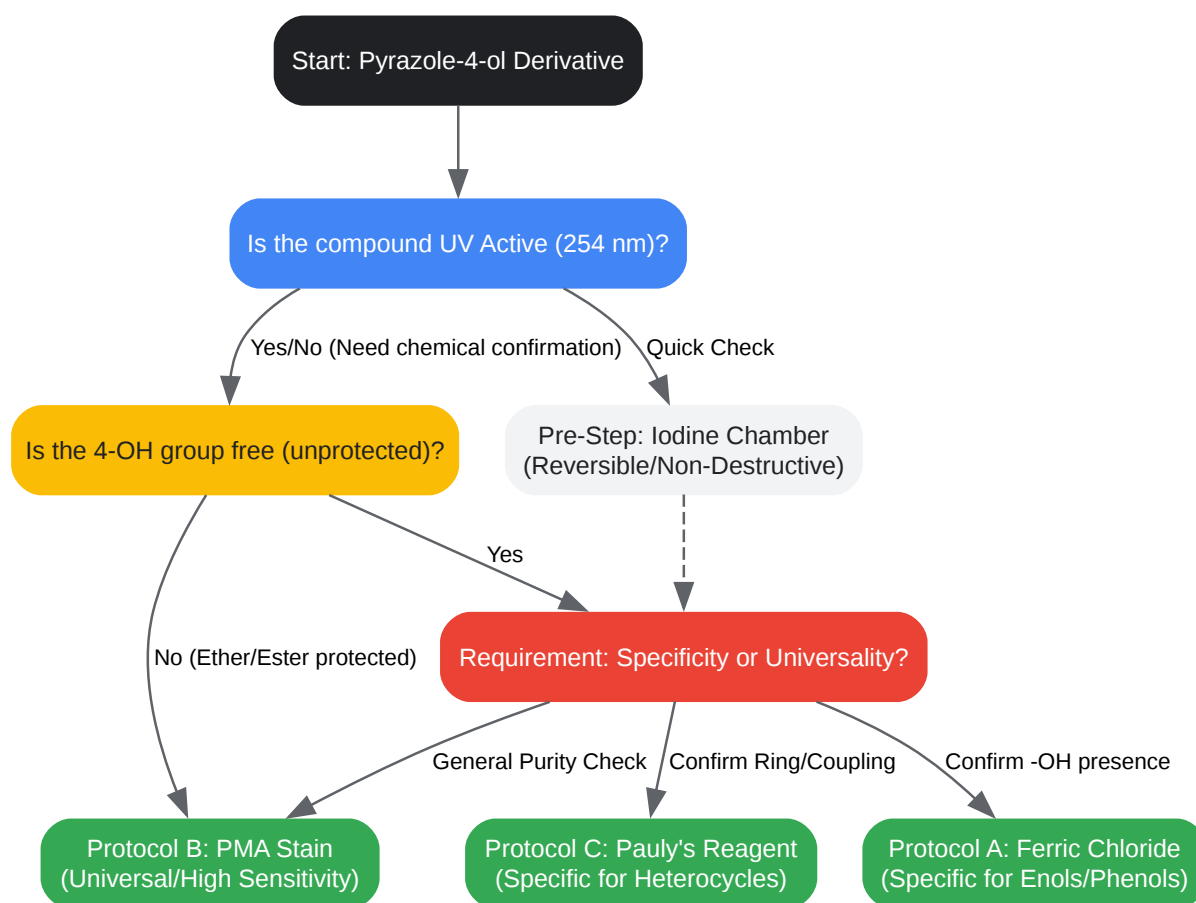 Start: Pyrazole-4-ol Derivative
Is the compound UV Active (254 nm)?
Yes/No (Need chemical confirmation)
Quick Check
Is the 4-OH group free (unprotected)?
Pre-Step: Iodine Chamber
(Reversible/Non-Destructive)
Yes
No (Ether/Ester protected)
Requirement: Specificity or Universality?
General Purity Check
Confirm Ring/Coupling
Confirm -OH presence
Protocol B: PMA Stain
(Universal/High Sensitivity)
Protocol C: Pauly's Reagent
(Specific for Heterocycles)
Protocol A: Ferric Chloride
(Specific for Enols/Phenols)